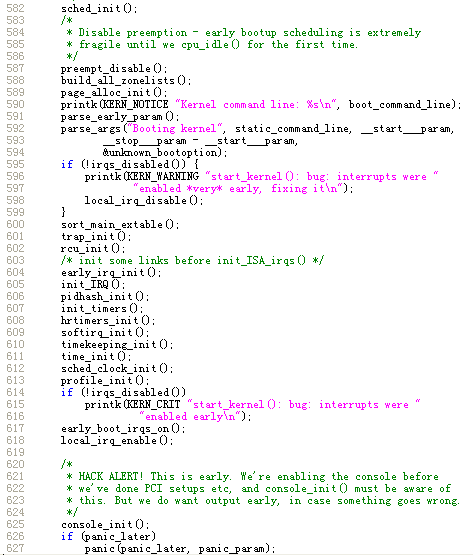 582 sched_init();
583 /*
584 * Disable preemption - early bootup scheduling is extremely
585 * fragile until we cpu_idle() for the first time.
586 */
587 preempt_disable();
588 build_all_zonelists();
589 page_alloc_init();
590 printk(KERN_NOTICE "Kernel command line: %s\n", boot_command_line);
591 parse_early_param();
592 parse_args("Booting kernel", static_command_line, __start___param,
593 __stop___param - __start___param,
594 &unknown_bootoption);
595 if (!irqs_disabled()) {
596 printk(KERN_WARNING "start_kernel(): bug: interrupts were "
597 "enabled *very* early, fixing it\n");
598 local_irq_disable();
599 }
600 sort_main_extable();
601 trap_init();
602 rcu_init();
603 /* init some links before init_ISA_irqs() */
604 early_irq_init();
605 init_IRQ();
606 pidhash_init();
607 init_timers();
608 hrtimers_init();
609 softirq_init();
610 timekeeping_init();
611 time_init();
612 sched_clock_init();
613 profile_init();
614 if (!irqs_disabled())
615 printk(KERN_CRIT "start_kernel(): bug: interrupts were "
616 "enabled early\n");
617 early_boot_irqs_on();
618 local_irq_enable();
619
620 /*
621 * HACK ALERT! This is early. We're enabling the console before
622 * we've done PCI setups etc, and console_init() must be aware of
623 * this. But we do want output early, in case something goes wrong.
624 */
625 console_init();
626 if (panic_later)
627 panic(panic_later, panic_param);